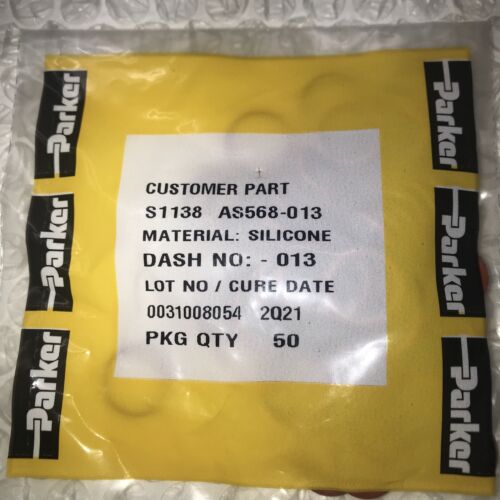 Parker
Parker
Parker
CUSTOMER PART
S1138 AS568-013
MATERIAL: SILICONE
DASH NO: - 013
LOT NO / CURE DATE
0031008054 2Q21
PKG QTY 50
Parker
Parker
Parker